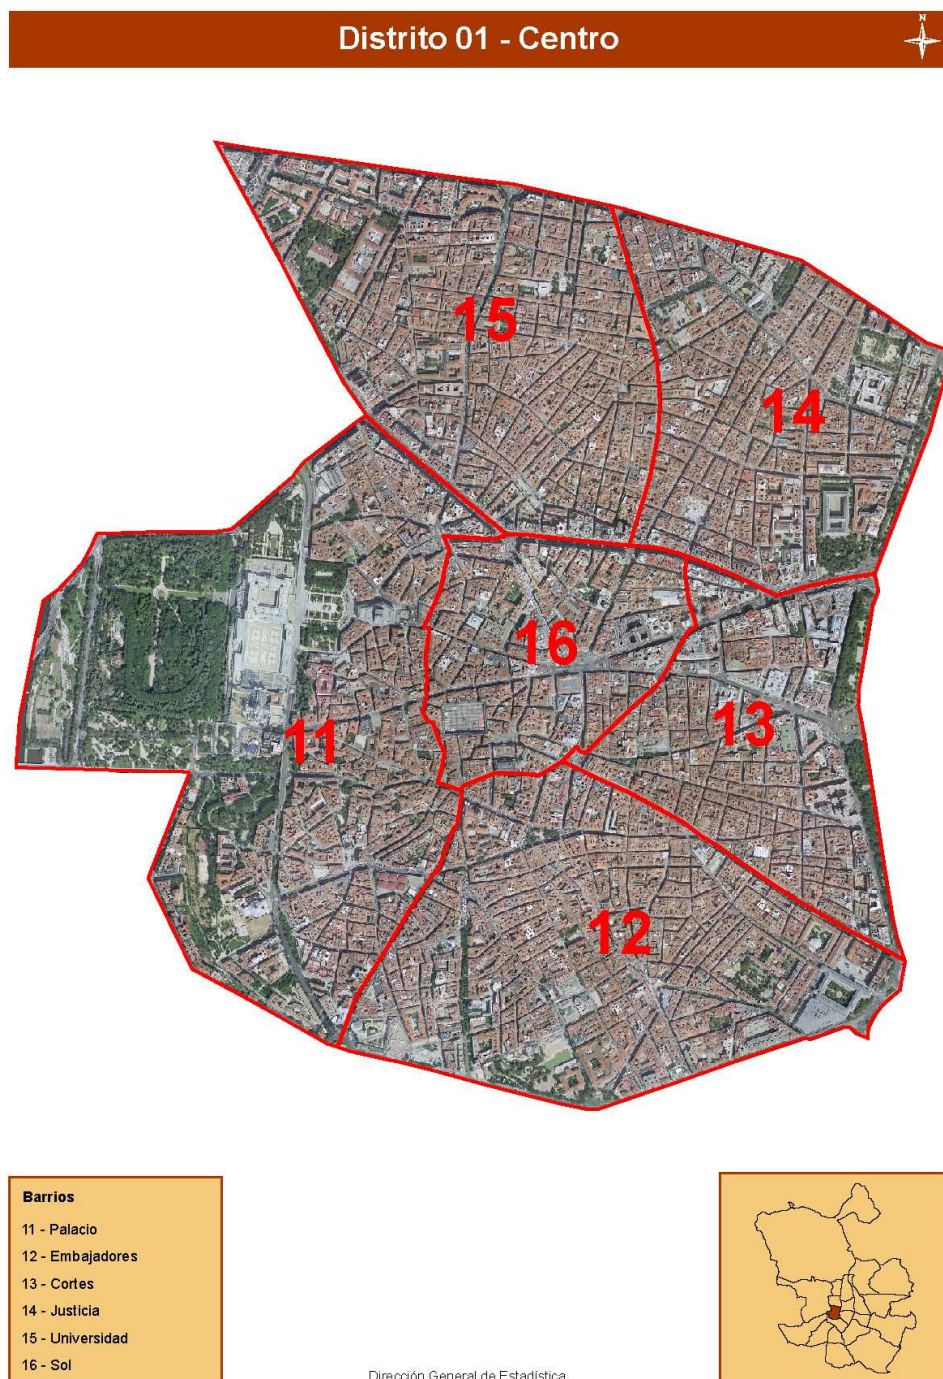 Distrito 01 - Centro
N
15
14
16
13
11
12
Barrios
11 - Palacio
12 - Embajadores
13 - Cortes
14 - Justicia
15 - Universidad
16 - Sol
Dirección General de Estadística